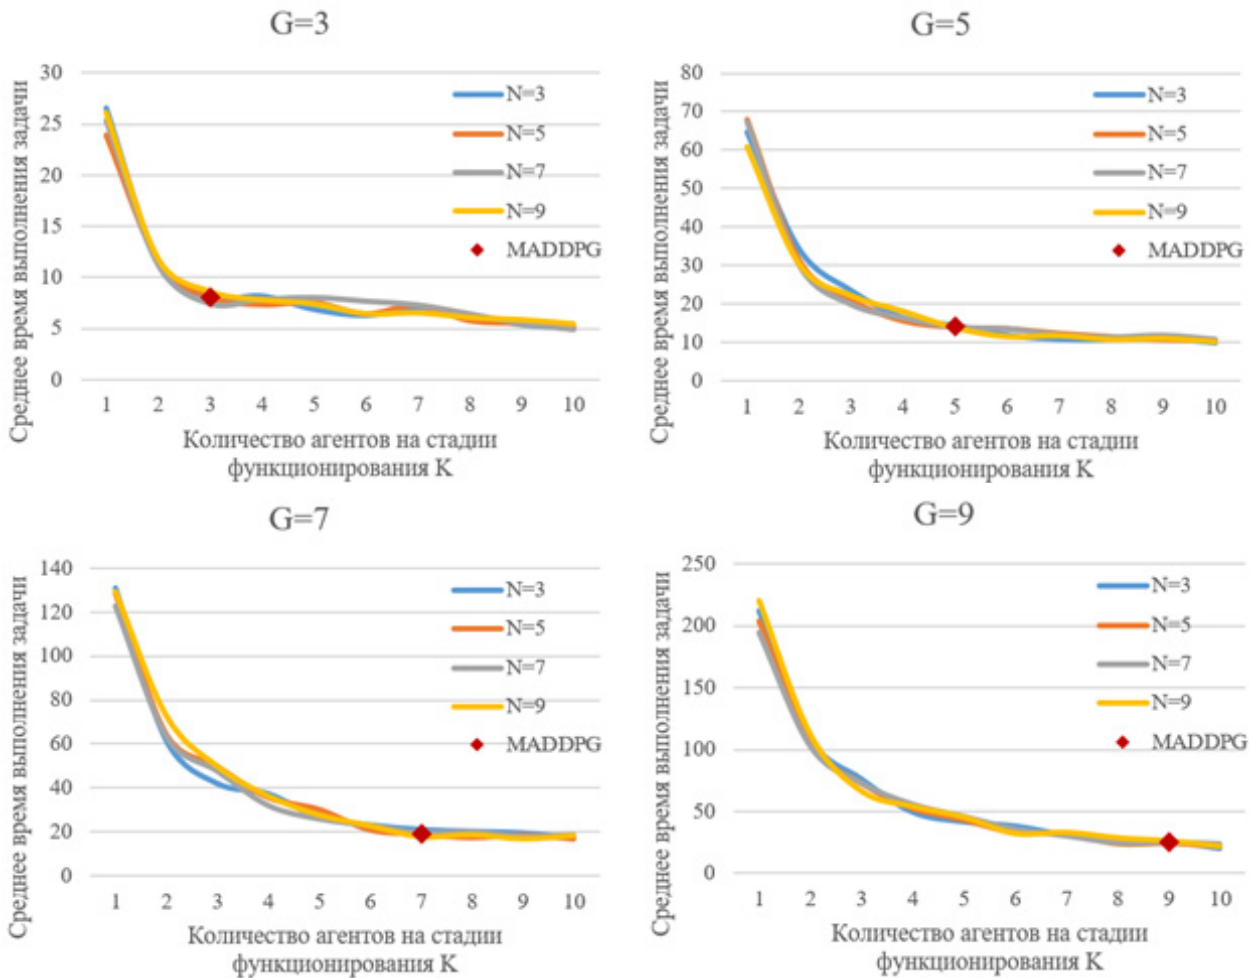 G=3
Среднее время выполнения задачи
30
25
20
15
10
5
0
N=3
N=5
N=7
N=9
MADDPG
1 2 3 4 5 6 7 8 9 10
Количество агентов на стадии
функционирования K
G=5
Среднее время выполнения задачи
80
70
60
50
40
30
20
10
0
N=3
N=5
N=7
N=9
MADDPG
1 2 3 4 5 6 7 8 9 10
Количество агентов на стадии
функционирования K
G=7
Среднее время выполнения задачи
140
120
100
80
60
40
20
0
N=3
N=5
N=7
N=9
MADDPG
1 2 3 4 5 6 7 8 9 10
Количество агентов на стадии
функционирования K
G=9
Среднее время выполнения задачи
250
200
150
100
50
0
N=3
N=5
N=7
N=9
MADDPG
1 2 3 4 5 6 7 8 9 10
Количество агентов на стадии
функционирования K